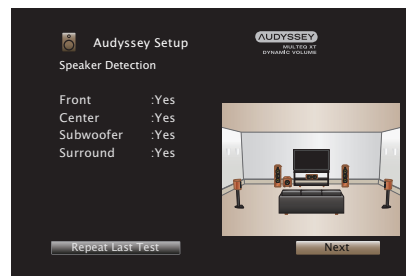 Audyssey Setup
AUDYSSEY
MULTEQ XT
DYNAMIC VOLUME
Speaker Detection
Front :Yes
Center :Yes
Subwoofer :Yes
Surround :Yes
Repeat Last Test
Next